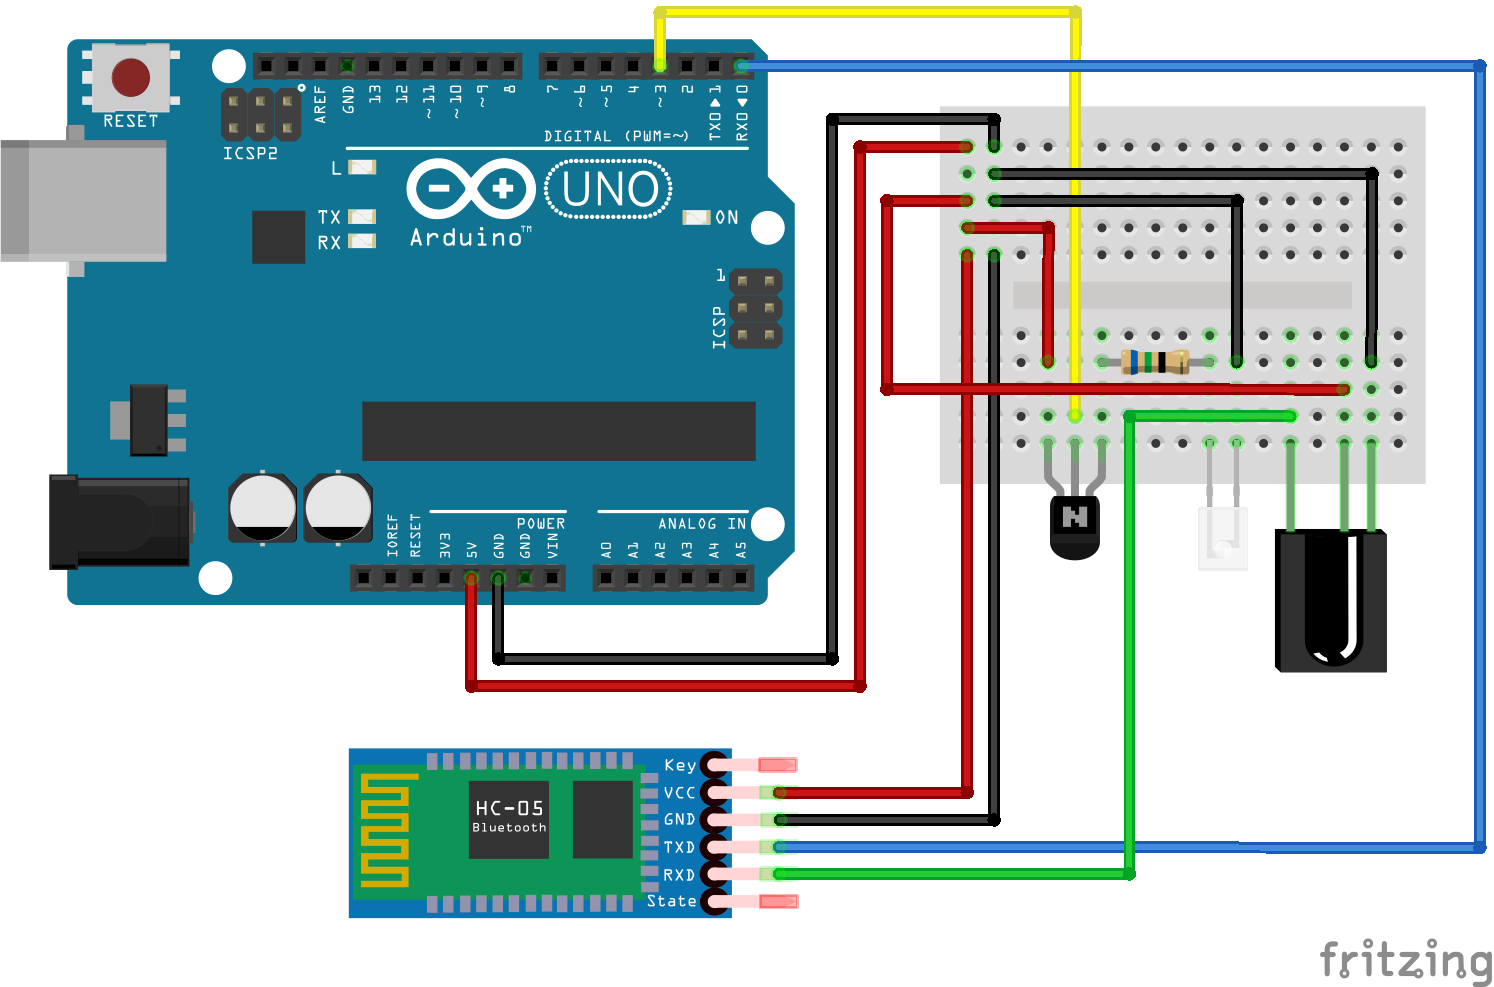 RESET
ICSP2
AREF
GND
13
12
~11
~10
~9
8
7
~6
~5
4
~3
2
TX0▶1
RX0◀0
DIGITAL (PWM=~)
L
TX
RX
UNO
Arduino™
ON
1
ICSP
POWER
ANALOG IN
IOREF
RESET
3V3
5V
GND
GND
VIN
A0
A1
A2
A3
A4
A5
N
HC-05
Bluetooth
Key
VCC
GND
TXD
RXD
State
fritzing